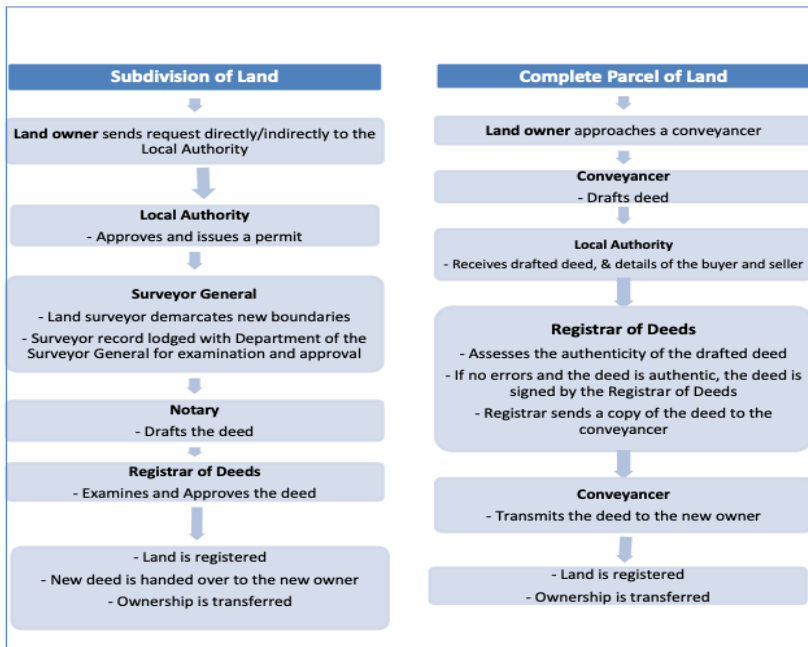 Subdivision of Land
Land owner sends request directly/indirectly to the
Local Authority
Local Authority
- Approves and issues a permit
Surveyor General
- Land surveyor demarcates new boundaries
- Surveyor record lodged with Department of the
Surveyor General for examination and approval
Notary
- Drafts the deed
Registrar of Deeds
- Examines and Approves the deed
- Land is registered
- New deed is handed over to the new owner
- Ownership is transferred
Complete Parcel of Land
Land owner approaches a conveyancer
Conveyancer
- Drafts deed
Local Authority
- Receives drafted deed, & details of the buyer and seller
Registrar of Deeds
- Assesses the authenticity of the drafted deed
- If no errors and the deed is authentic, the deed is
signed by the Registrar of Deeds
- Registrar sends a copy of the deed to the
conveyancer
Conveyancer
- Transmits the deed to the new owner
- Land is registered
- Ownership is transferred